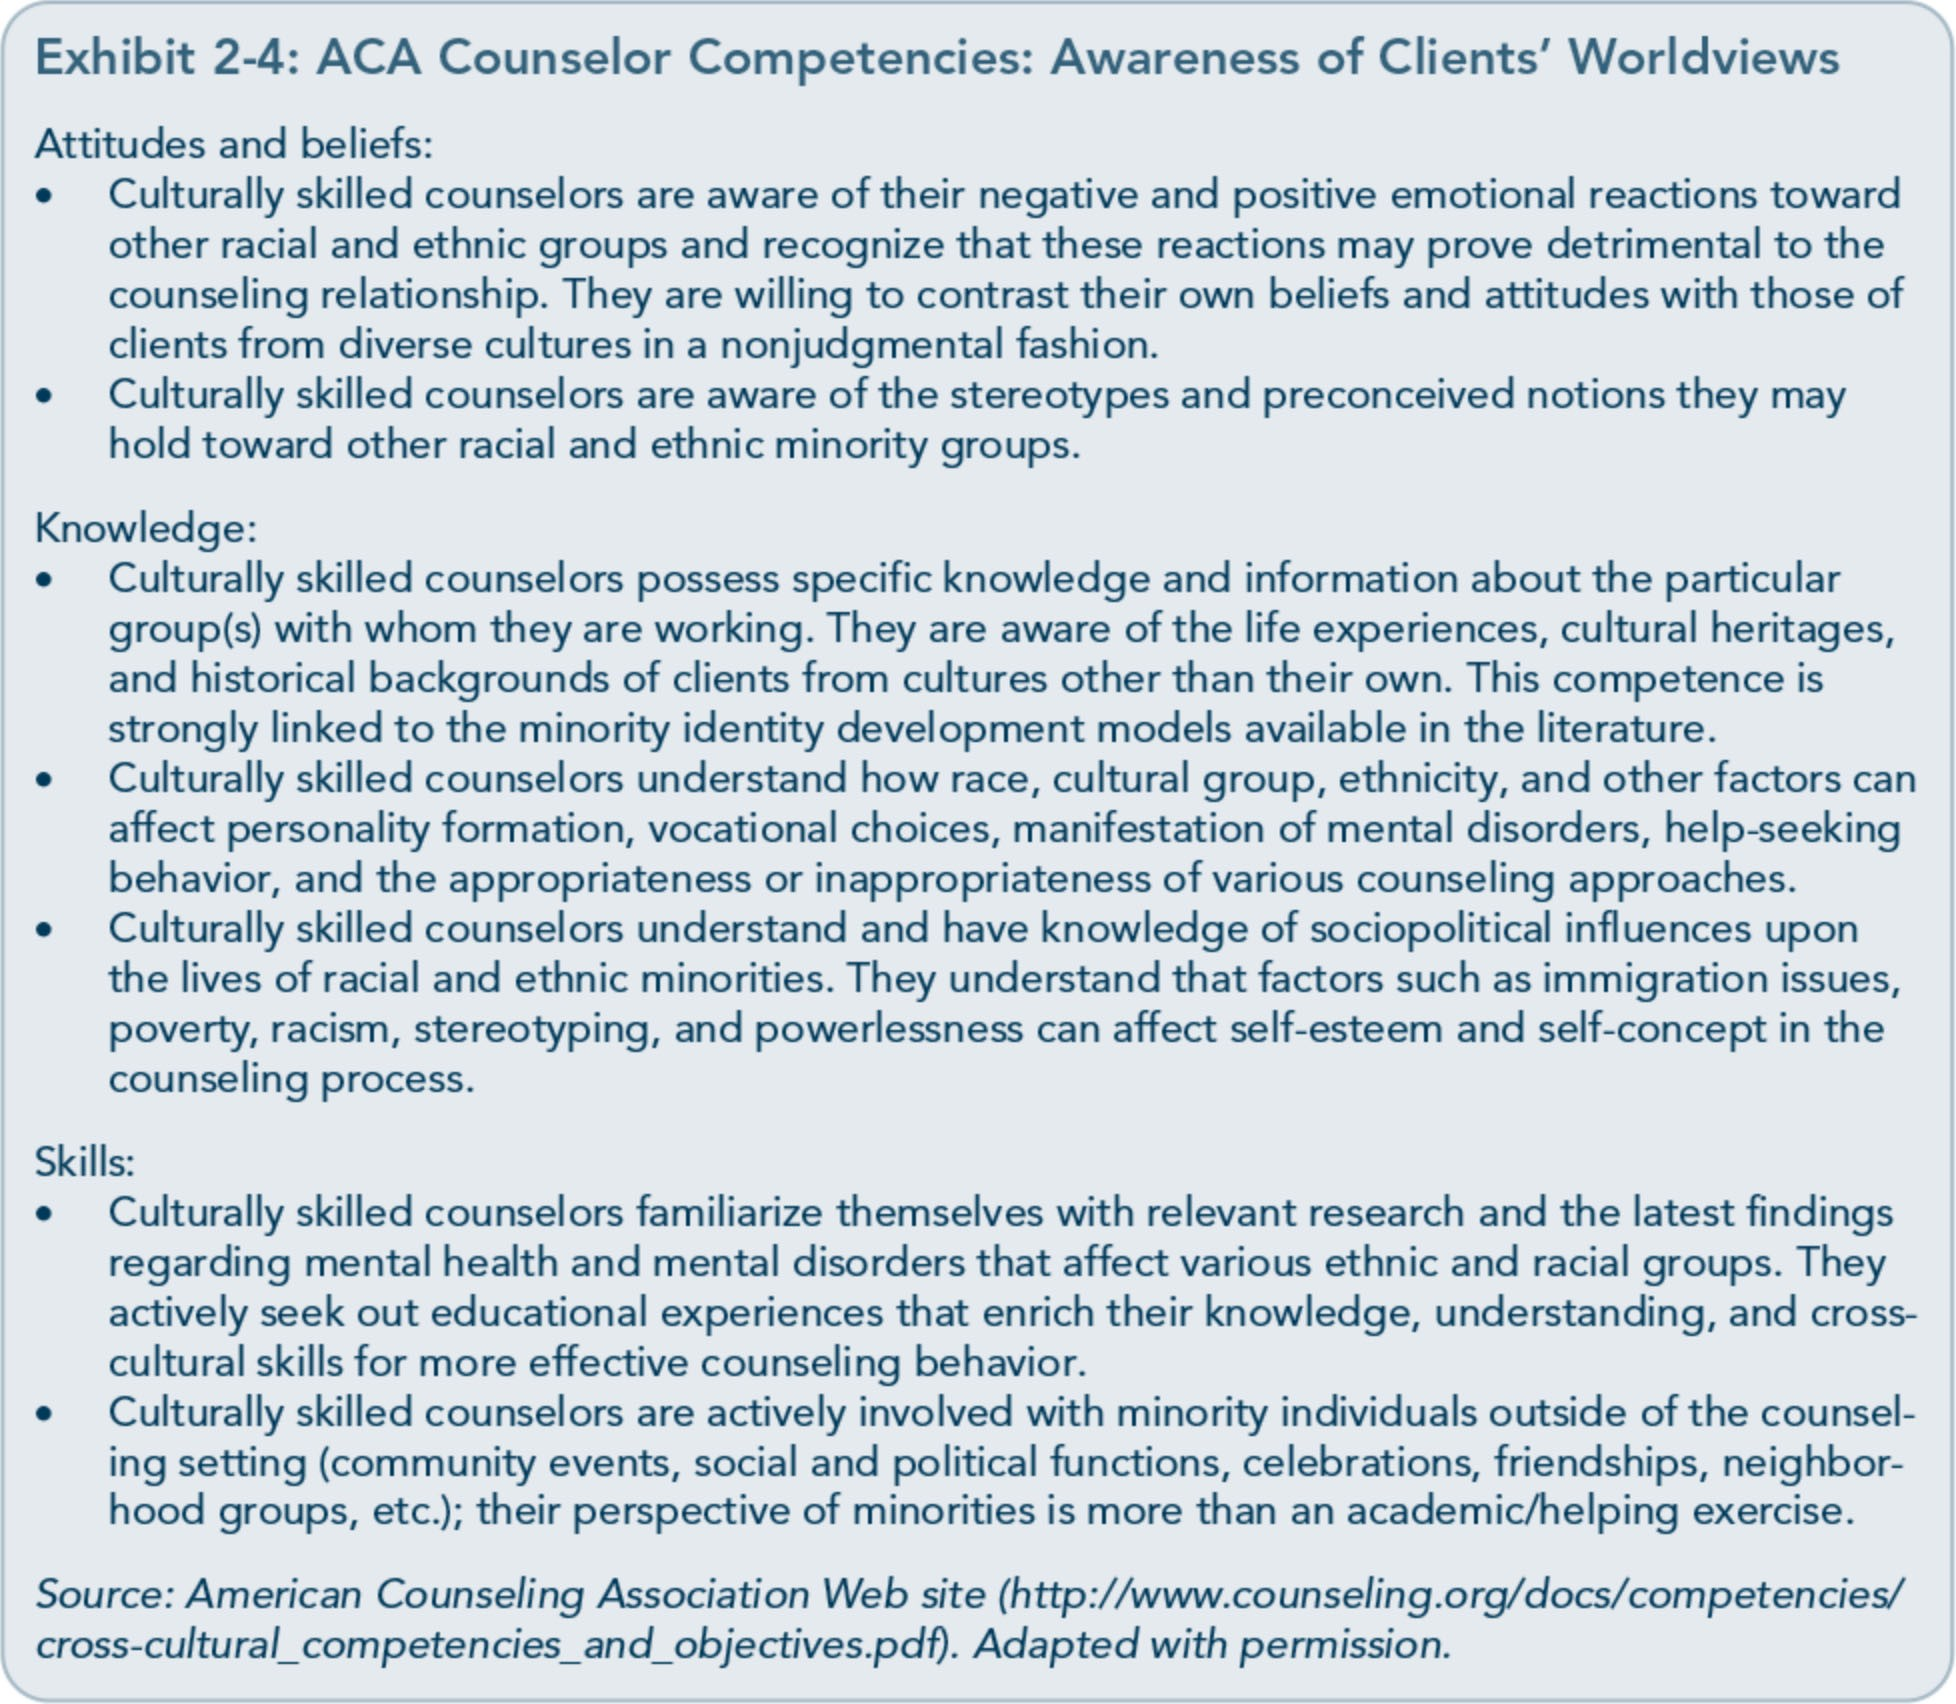 Exhibit 2-4: ACA Counselor Competencies: Awareness of Clients’ Worldviews
Attitudes and beliefs:
• Culturally skilled counselors are aware of their negative and positive emotional reactions toward
other racial and ethnic groups and recognize that these reactions may prove detrimental to the
counseling relationship. They are willing to contrast their own beliefs and attitudes with those of
clients from diverse cultures in a nonjudgmental fashion.
• Culturally skilled counselors are aware of the stereotypes and preconceived notions they may
hold toward other racial and ethnic minority groups.
Knowledge:
• Culturally skilled counselors possess specific knowledge and information about the particular
group(s) with whom they are working. They are aware of the life experiences, cultural heritages,
and historical backgrounds of clients from cultures other than their own. This competence is
strongly linked to the minority identity development models available in the literature.
• Culturally skilled counselors understand how race, cultural group, ethnicity, and other factors can
affect personality formation, vocational choices, manifestation of mental disorders, help-seeking
behavior, and the appropriateness or inappropriateness of various counseling approaches.
• Culturally skilled counselors understand and have knowledge of sociopolitical influences upon
the lives of racial and ethnic minorities. They understand that factors such as immigration issues,
poverty, racism, stereotyping, and powerlessness can affect self-esteem and self-concept in the
counseling process.
Skills:
• Culturally skilled counselors familiarize themselves with relevant research and the latest findings
regarding mental health and mental disorders that affect various ethnic and racial groups. They
actively seek out educational experiences that enrich their knowledge, understanding, and cross-
cultural skills for more effective counseling behavior.
• Culturally skilled counselors are actively involved with minority individuals outside of the counsel-
ing setting (community events, social and political functions, celebrations, friendships, neighbor-
hood groups, etc.); their perspective of minorities is more than an academic/helping exercise.
Source: American Counseling Association Web site (http://www.counseling.org/docs/competencies/
cross-cultural_competencies_and_objectives.pdf). Adapted with permission.